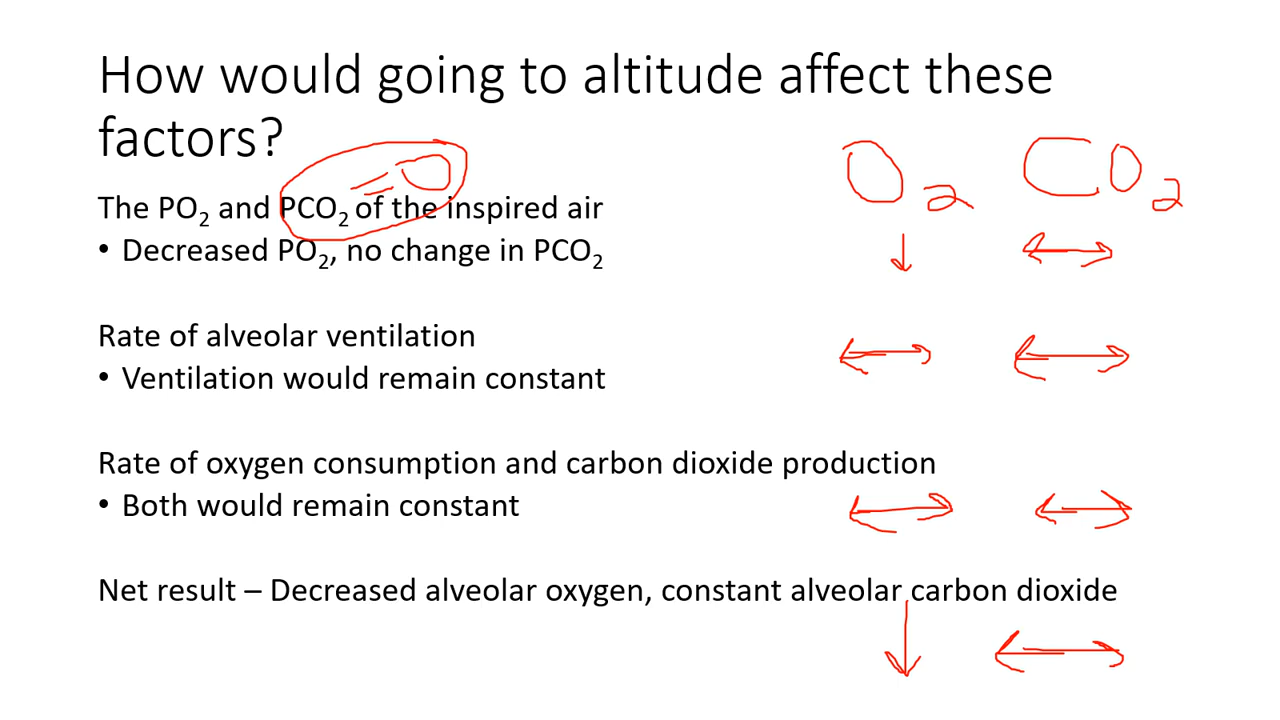 How would going to altitude affect these
factors?
= 0
O2 CO2
The PO2 and PCO2 of the inspired air
• Decreased PO2, no change in PCO2
↓ ↔
Rate of alveolar ventilation
↔ ↔
• Ventilation would remain constant
Rate of oxygen consumption and carbon dioxide production
• Both would remain constant
↔ ↔
Net result – Decreased alveolar oxygen, constant alveolar carbon dioxide
↓ ↔